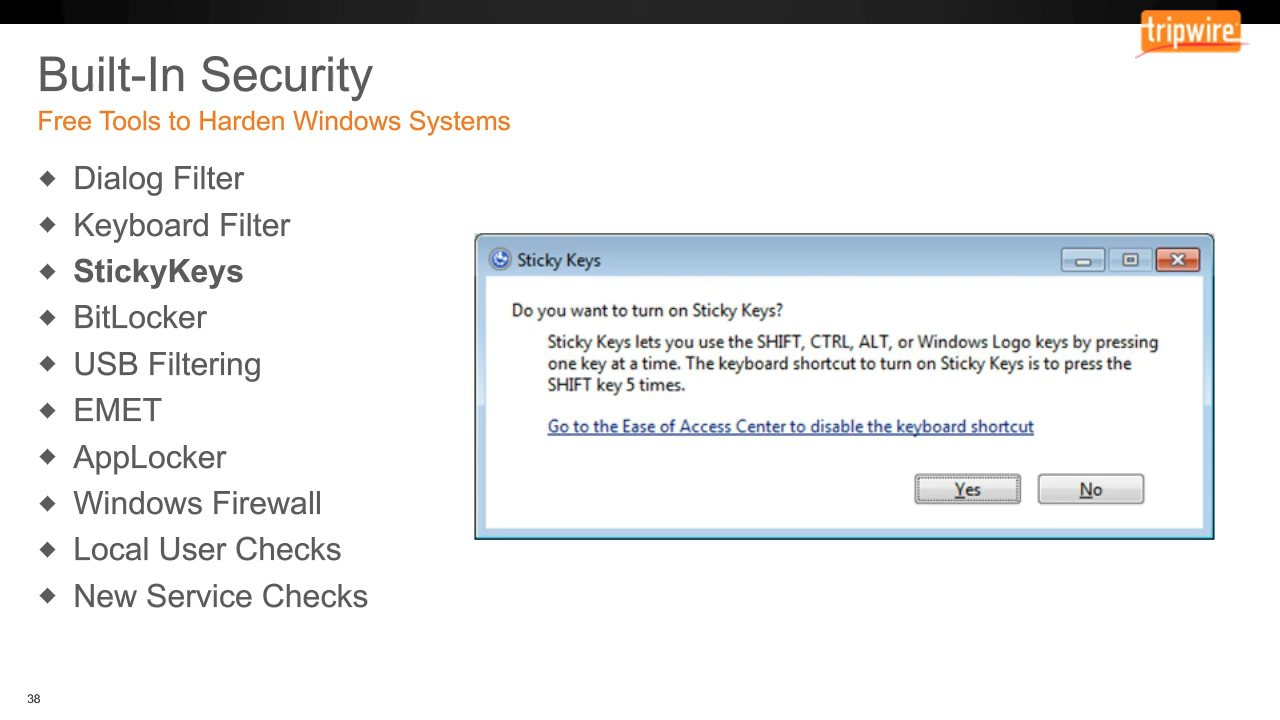 tripwire
Built-In Security
Free Tools to Harden Windows Systems
Dialog Filter
Keyboard Filter
StickyKeys
BitLocker
USB Filtering
EMET
AppLocker
Windows Firewall
Local User Checks
New Service Checks
Sticky Keys
Do you want to turn on Sticky Keys?
Sticky Keys lets you use the SHIFT, CTRL, ALT, or Windows Logo keys by pressing
one key at a time. The keyboard shortcut to turn on Sticky Keys is to press the
SHIFT key 5 times.
Go to the Ease of Access Center to disable the keyboard shortcut
Yes No
38